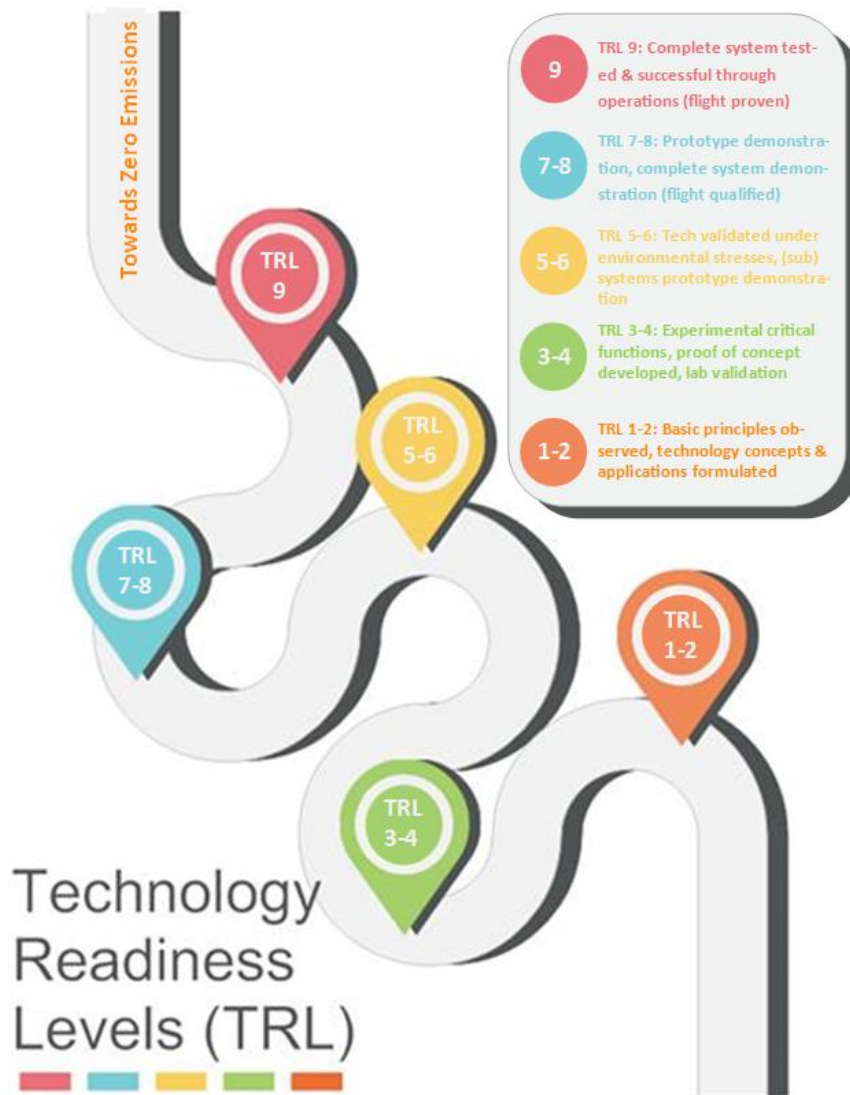 Towards Zero Emissions
9
TRL 9: Complete system test-
ed & successful through
operations (flight proven)
7-8
TRL 7-8: Prototype demonstra-
tion, complete system demon-
stration (flight qualified)
5-6
TRL 5-6: Tech validated under
environmental stresses, (sub)
systems prototype demonstra-
tion
3-4
TRL 3-4: Experimental critical
functions, proof of concept
developed, lab validation
1-2
TRL 1-2: Basic principles ob-
served, technology concepts &
applications formulated
TRL
9
TRL
5-6
TRL
7-8
TRL
1-2
TRL
3-4
Technology
Readiness
Levels (TRL)